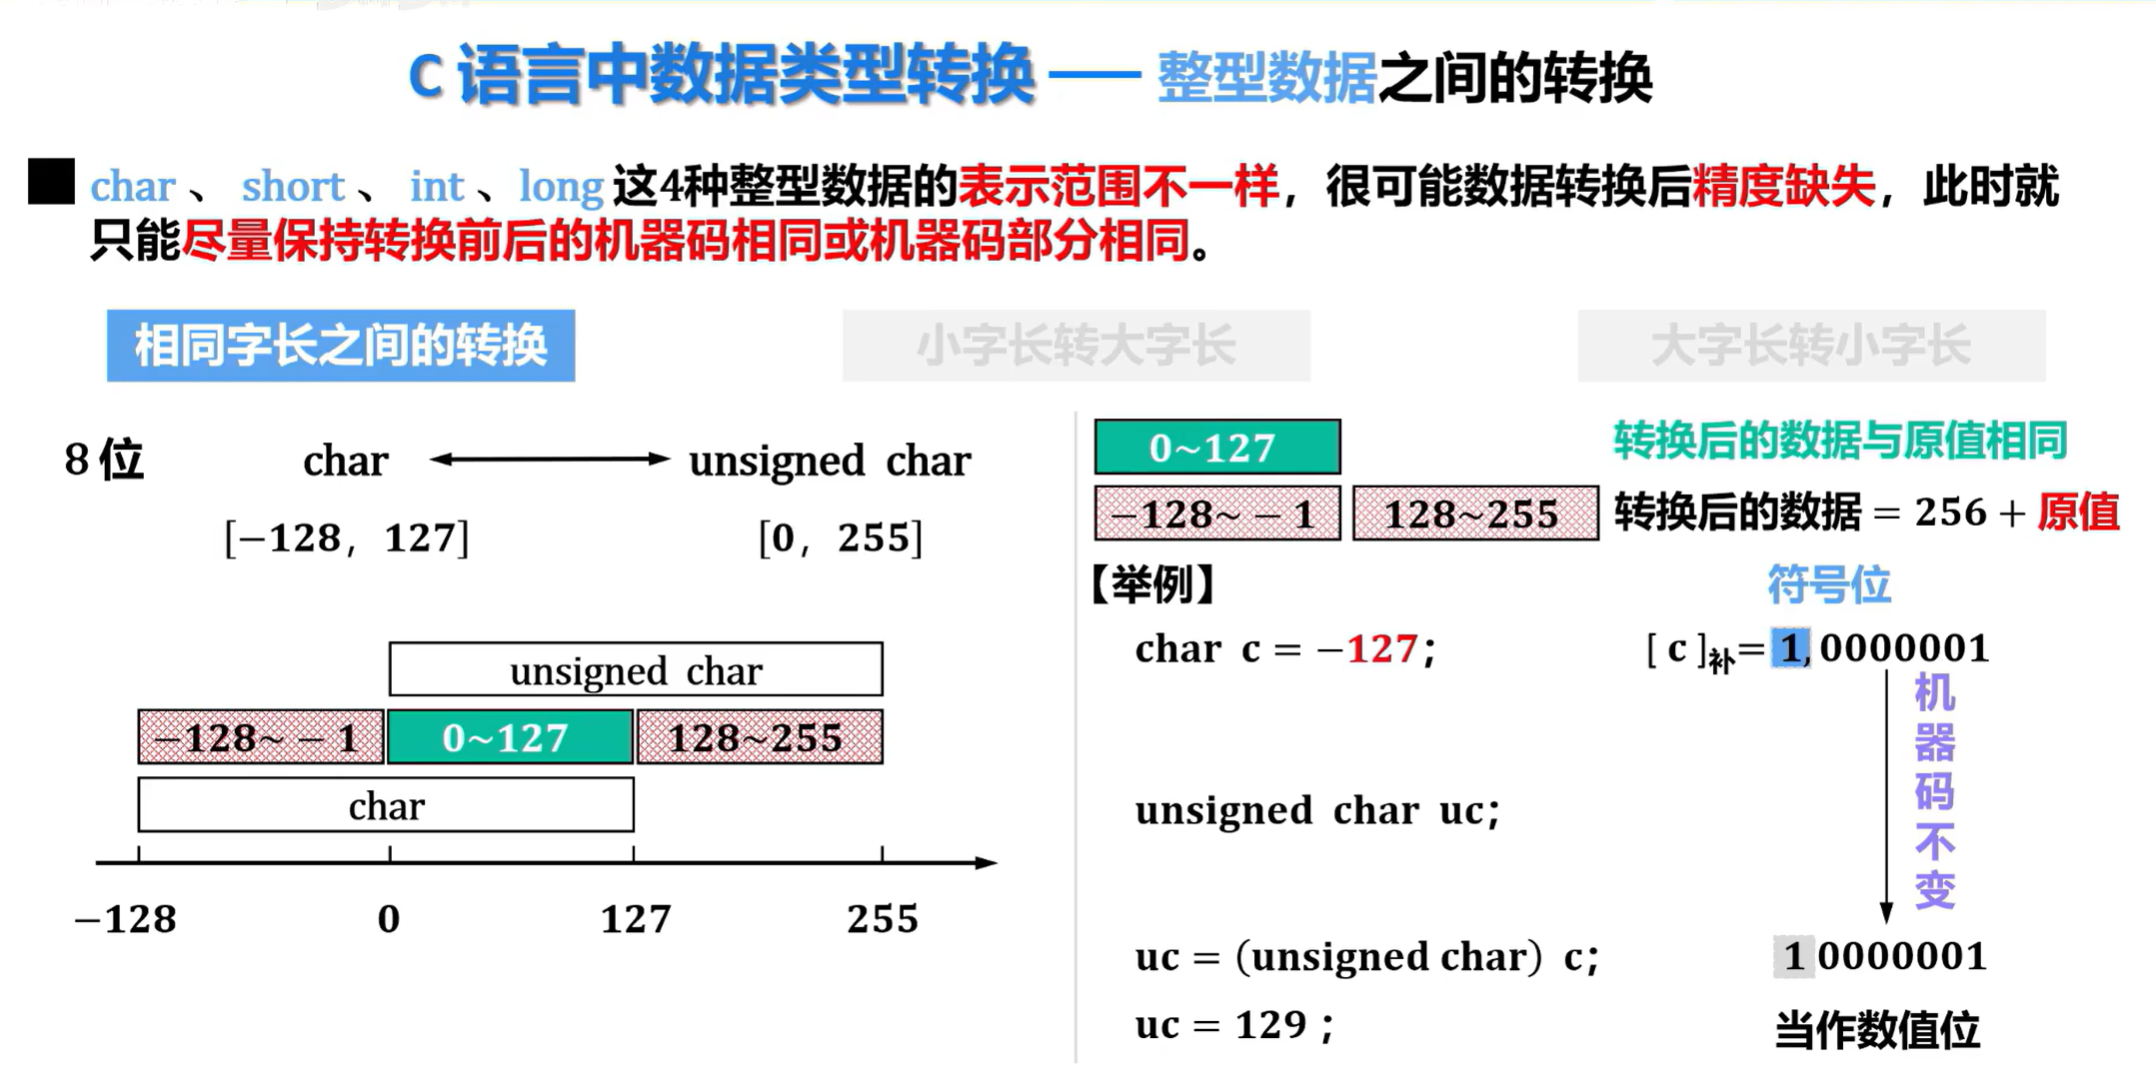 C 语言中数据类型转换 —— 整型数据之间的转换
char 、 short 、 int 、long 这4种整型数据的表示范围不一样，很可能数据转换后精度缺失，此时就
只能尽量保持转换前后的机器码相同或机器码部分相同。
相同字长之间的转换
小字长转大字长
大字长转小字长
8 位
char
unsigned char
[−128，127]
[0，255]
unsigned char
−128~ − 1
0~127
128~255
char
−128
0
127
255
0~127
转换后的数据与原值相同
−128~ − 1
128~255
转换后的数据 = 256 + 原值
【举例】
符号位
char c = −127;
[ c ]补= 1, 0000001
机器码不变
unsigned char uc;
uc = (unsigned char) c;
1 0000001
uc = 129 ;
当作数值位